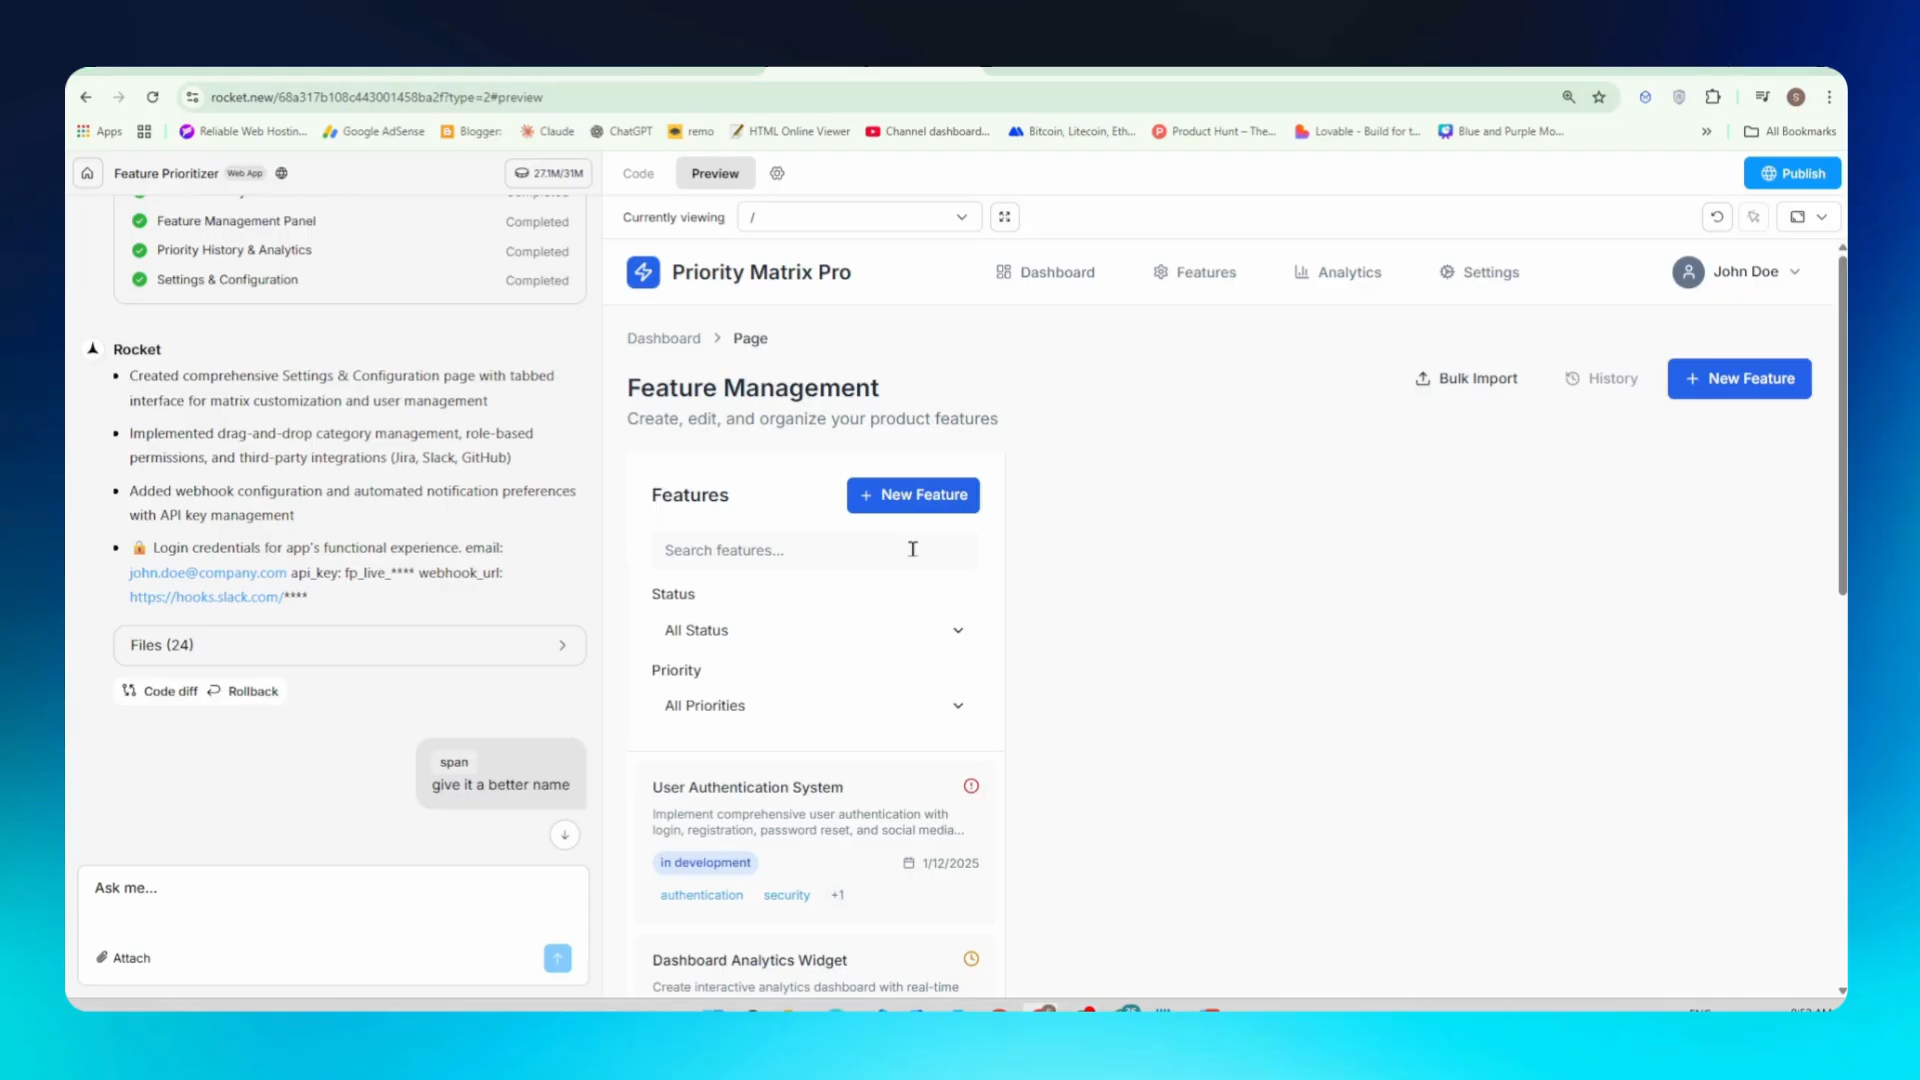 rocket.new/68a317b108c443001458ba2f?type=2#preview
Apps
Reliable Web Hostin...
Google AdSense
Blogger:
Claude
ChatGPT
remo
HTML Online Viewer
Channel dashboard...
Bitcoin, Litecoin, Eth...
Product Hunt – The...
Lovable - Build for t...
Blue and Purple Mo...
All Bookmarks
Feature Prioritizer Web App
27.1M/31M
Completed
Feature Management Panel Completed
Priority History & Analytics Completed
Settings & Configuration Completed
Rocket
Created comprehensive Settings & Configuration page with tabbed
interface for matrix customization and user management
Implemented drag-and-drop category management, role-based
permissions, and third-party integrations (Jira, Slack, GitHub)
Added webhook configuration and automated notification preferences
with API key management
Login credentials for app's functional experience. email:
john.doe@company.com api_key: fp_live_**** webhook_url:
https://hooks.slack.com/****
Files (24)
Code diff Rollback
span
give it a better name
Ask me...
Attach
Code Preview
Publish
Currently viewing /
Priority Matrix Pro
Dashboard
Features
Analytics
Settings
John Doe
Dashboard > Page
Feature Management
Create, edit, and organize your product features
Bulk Import
History
+ New Feature
Features
+ New Feature
Search features...
Status
All Status
Priority
All Priorities
User Authentication System
Implement comprehensive user authentication with
login, registration, password reset, and social media...
in development 1/12/2025
authentication security +1
Dashboard Analytics Widget
Create interactive analytics dashboard with real-time